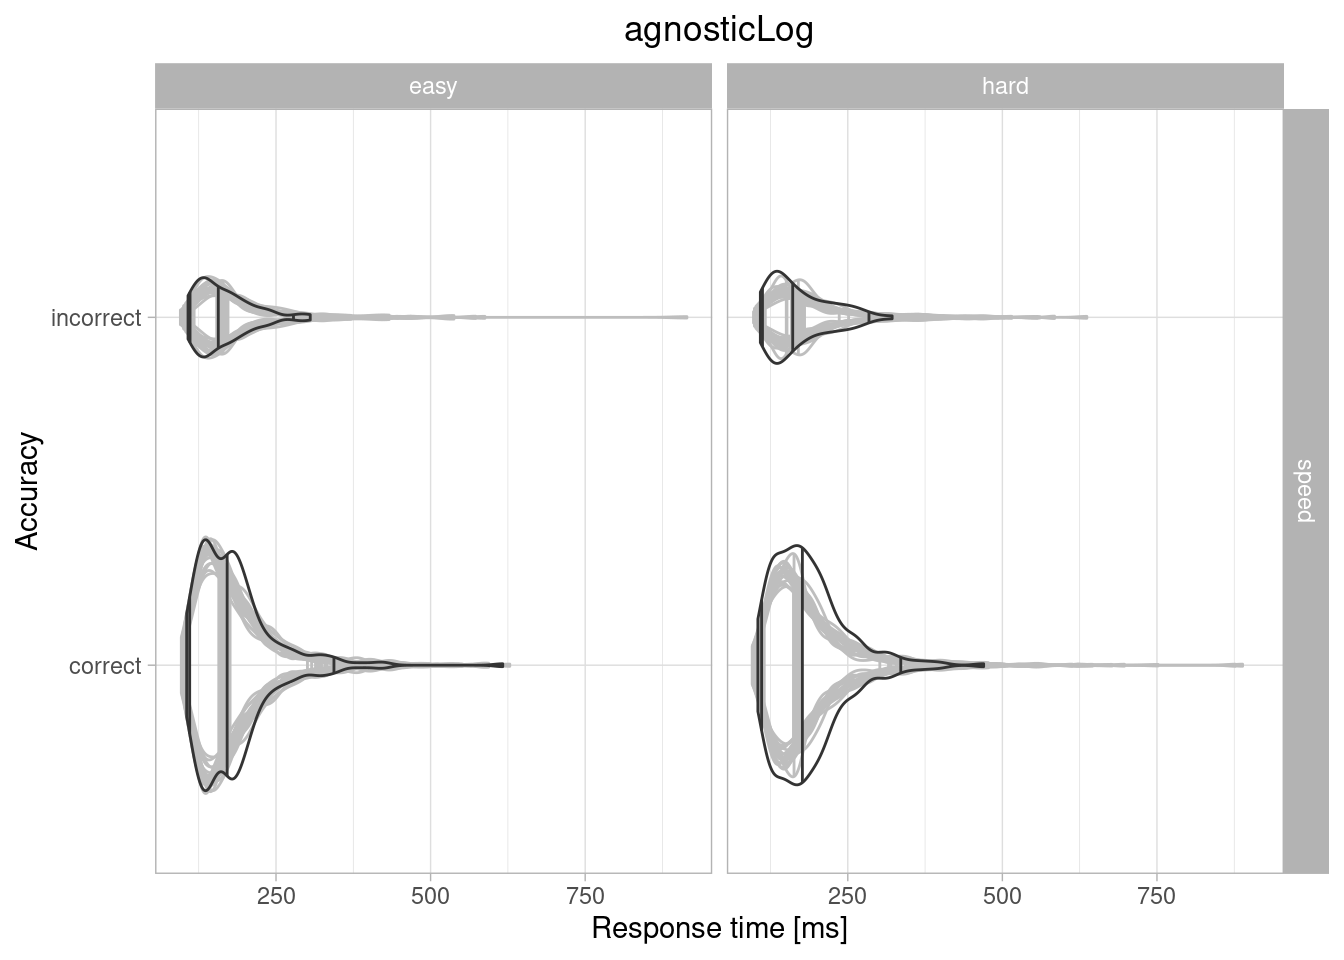 agnosticLog
easy
hard
incorrect
correct
Accuracy
speed
250
500
750
250
500
750
Response time [ms]